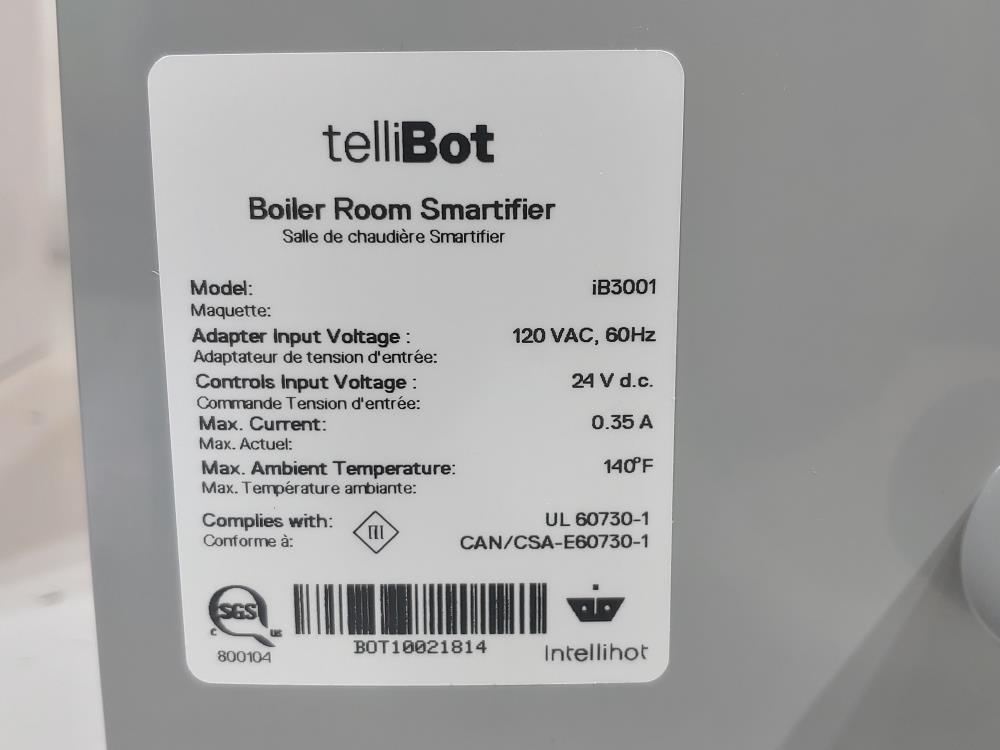 telliBot
Boiler Room Smartifier
Salle de chaudière Smartifier
Model: iB3001
Maquette:
Adapter Input Voltage : 120 VAC, 60Hz
Adaptateur de tension d'entrée:
Controls Input Voltage : 24 V d.c.
Commande Tension d'entrée:
Max. Current: 0.35 A
Max. Actuel:
Max. Ambient Temperature: 140°F
Max. Température ambiante:
Complies with: III UL 60730-1
Conforme à: CAN/CSA-E60730-1
SGS
C US
800104
BOT10021814
Intellihot